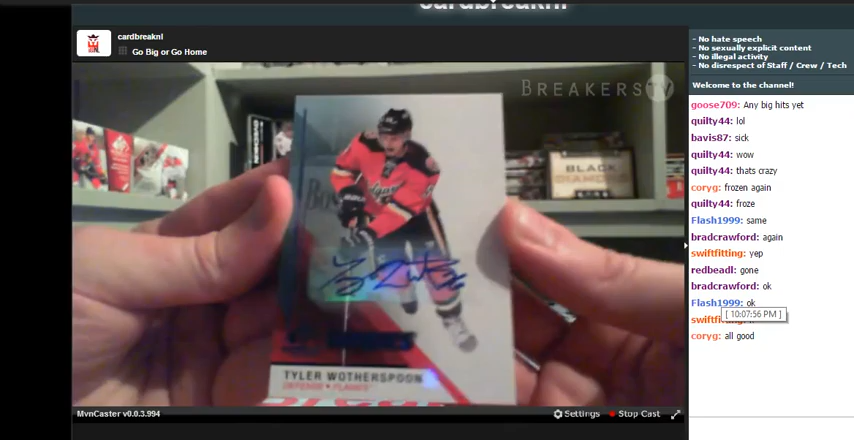 cardbreaknl
cardbreaknl
Go Big or Go Home
- No hate speech
- No sexually explicit content
- No illegal activity
- No disrespect of Staff / Crew / Tech
Welcome to the channel!
BREAKERSTV
BLACK
DIAMOND
TYLER WOTHERSPOON
DEFENSE • FLAMES
goose709: Any big hits yet
quilty44: lol
bavis87: sick
quilty44: wow
quilty44: thats crazy
coryg: frozen again
quilty44: froze
Flash1999: same
bradcrawford: again
swiftfitting: yep
redbeadl: gone
bradcrawford: ok
Flash1999: ok
[ 10:07:56 PM ]
coryg: all good
MvnCaster v0.0.3.994
Settings
Stop Cast